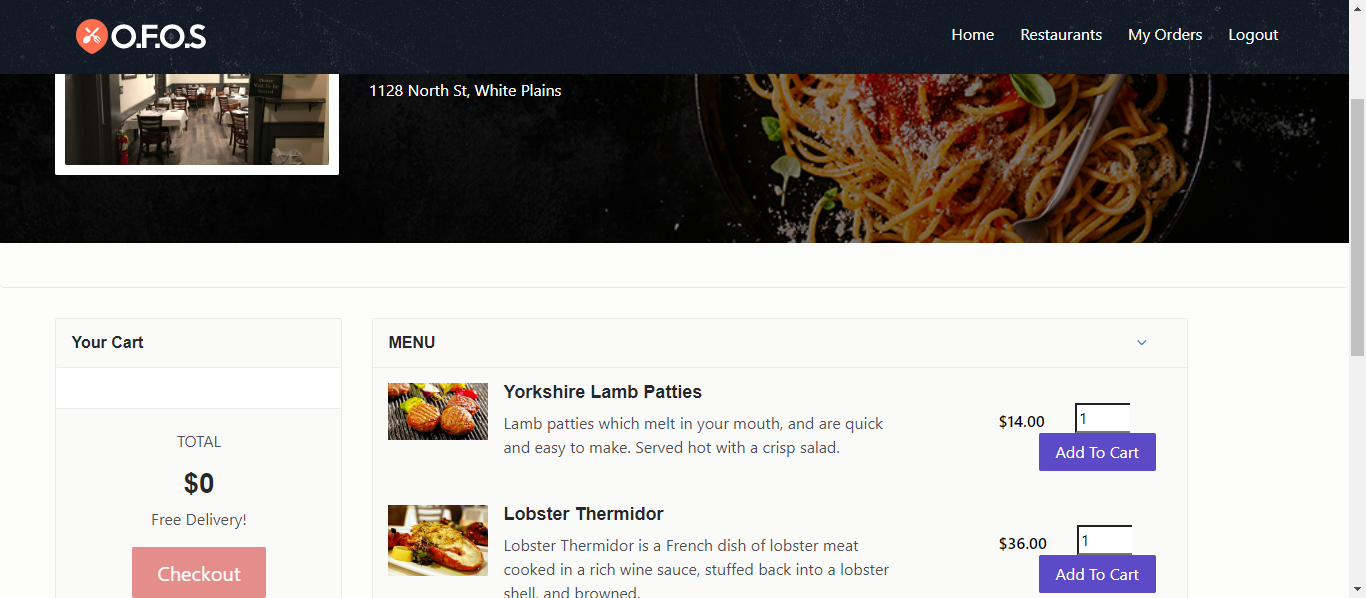 O.F.O.S
Home
Restaurants
My Orders
Logout
1128 North St, White Plains
Your Cart
TOTAL
$0
Free Delivery!
Checkout
MENU
Yorkshire Lamb Patties
Lamb patties which melt in your mouth, and are quick
and easy to make. Served hot with a crisp salad.
$14.00
1
Add To Cart
Lobster Thermidor
Lobster Thermidor is a French dish of lobster meat
cooked in a rich wine sauce, stuffed back into a lobster
shell, and browned.
$36.00
1
Add To Cart